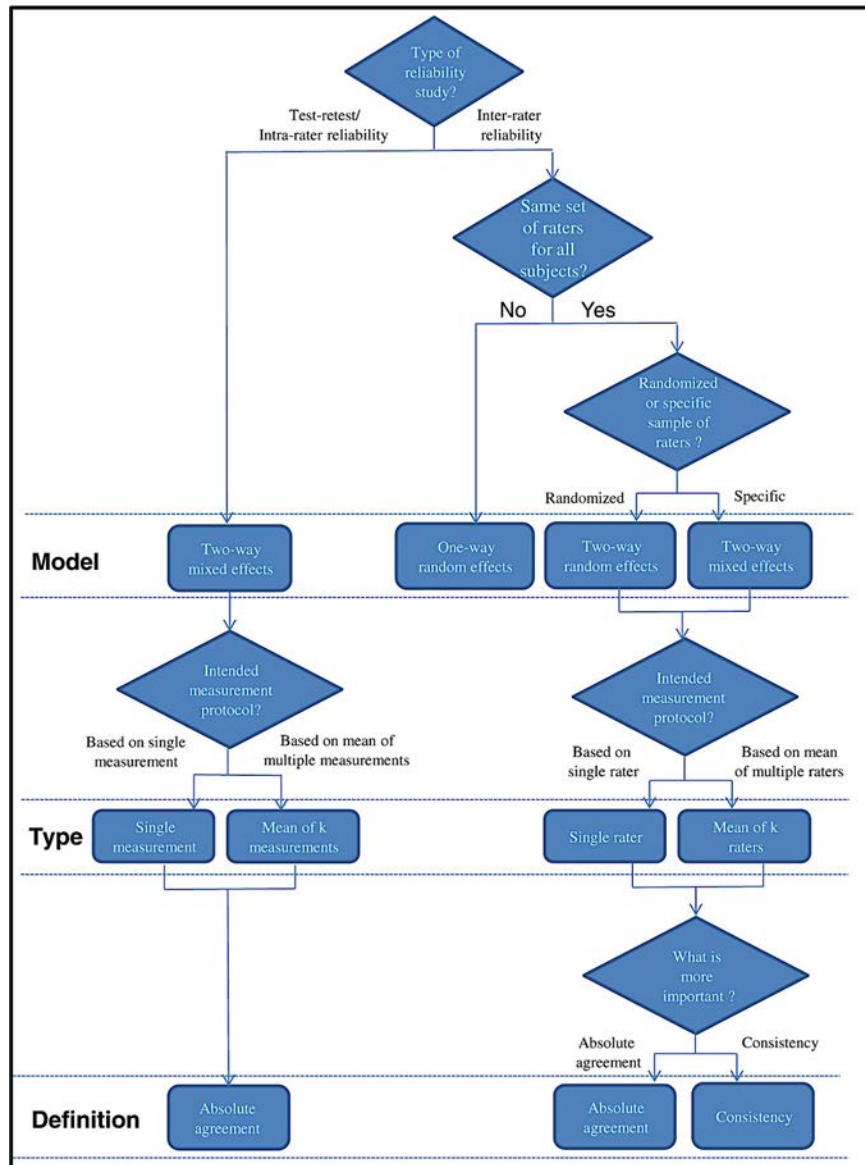 Type of
reliability
study?
Test-retest/
Intra-rater reliability
Inter-rater
reliability
Same set
of raters
for all
subjects?
No
Yes
Randomized
or specific
sample of
raters ?
Randomized
Specific
Model
Two-way
mixed effects
One-way
random effects
Two-way
random effects
Two-way
mixed effects
Intended
measurement
protocol?
Intended
measurement
protocol?
Based on single
measurement
Based on mean of
multiple measurements
Based on
single rater
Based on mean
of multiple raters
Type
Single
measurement
Mean of k
measurements
Single rater
Mean of k
raters
What is
more
important ?
Absolute
agreement
Consistency
Definition
Absolute
agreement
Absolute
agreement
Consistency